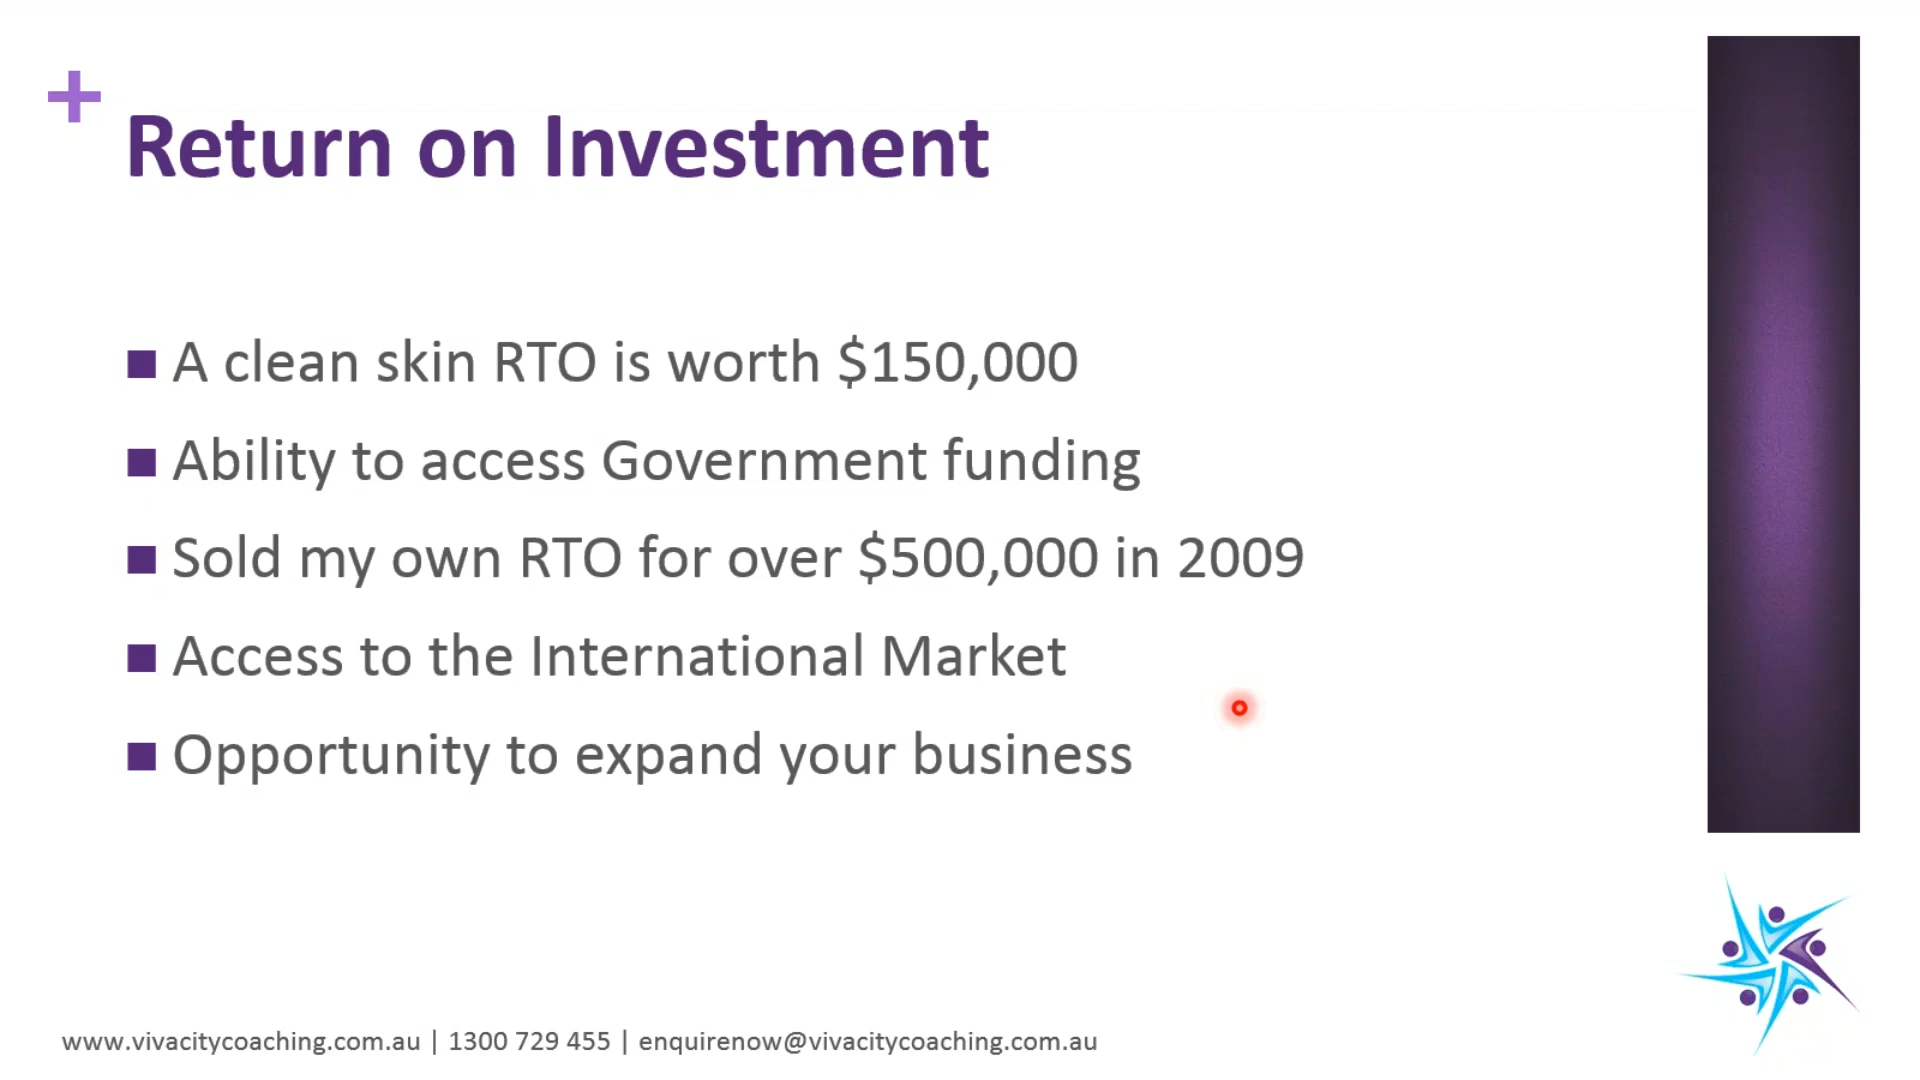 Return on Investment
A clean skin RTO is worth $150,000
Ability to access Government funding
Sold my own RTO for over $500,000 in 2009
Access to the International Market
Opportunity to expand your business
www.vivacitycoaching.com.au | 1300 729 455 | enquirenow@vivacitycoaching.com.au